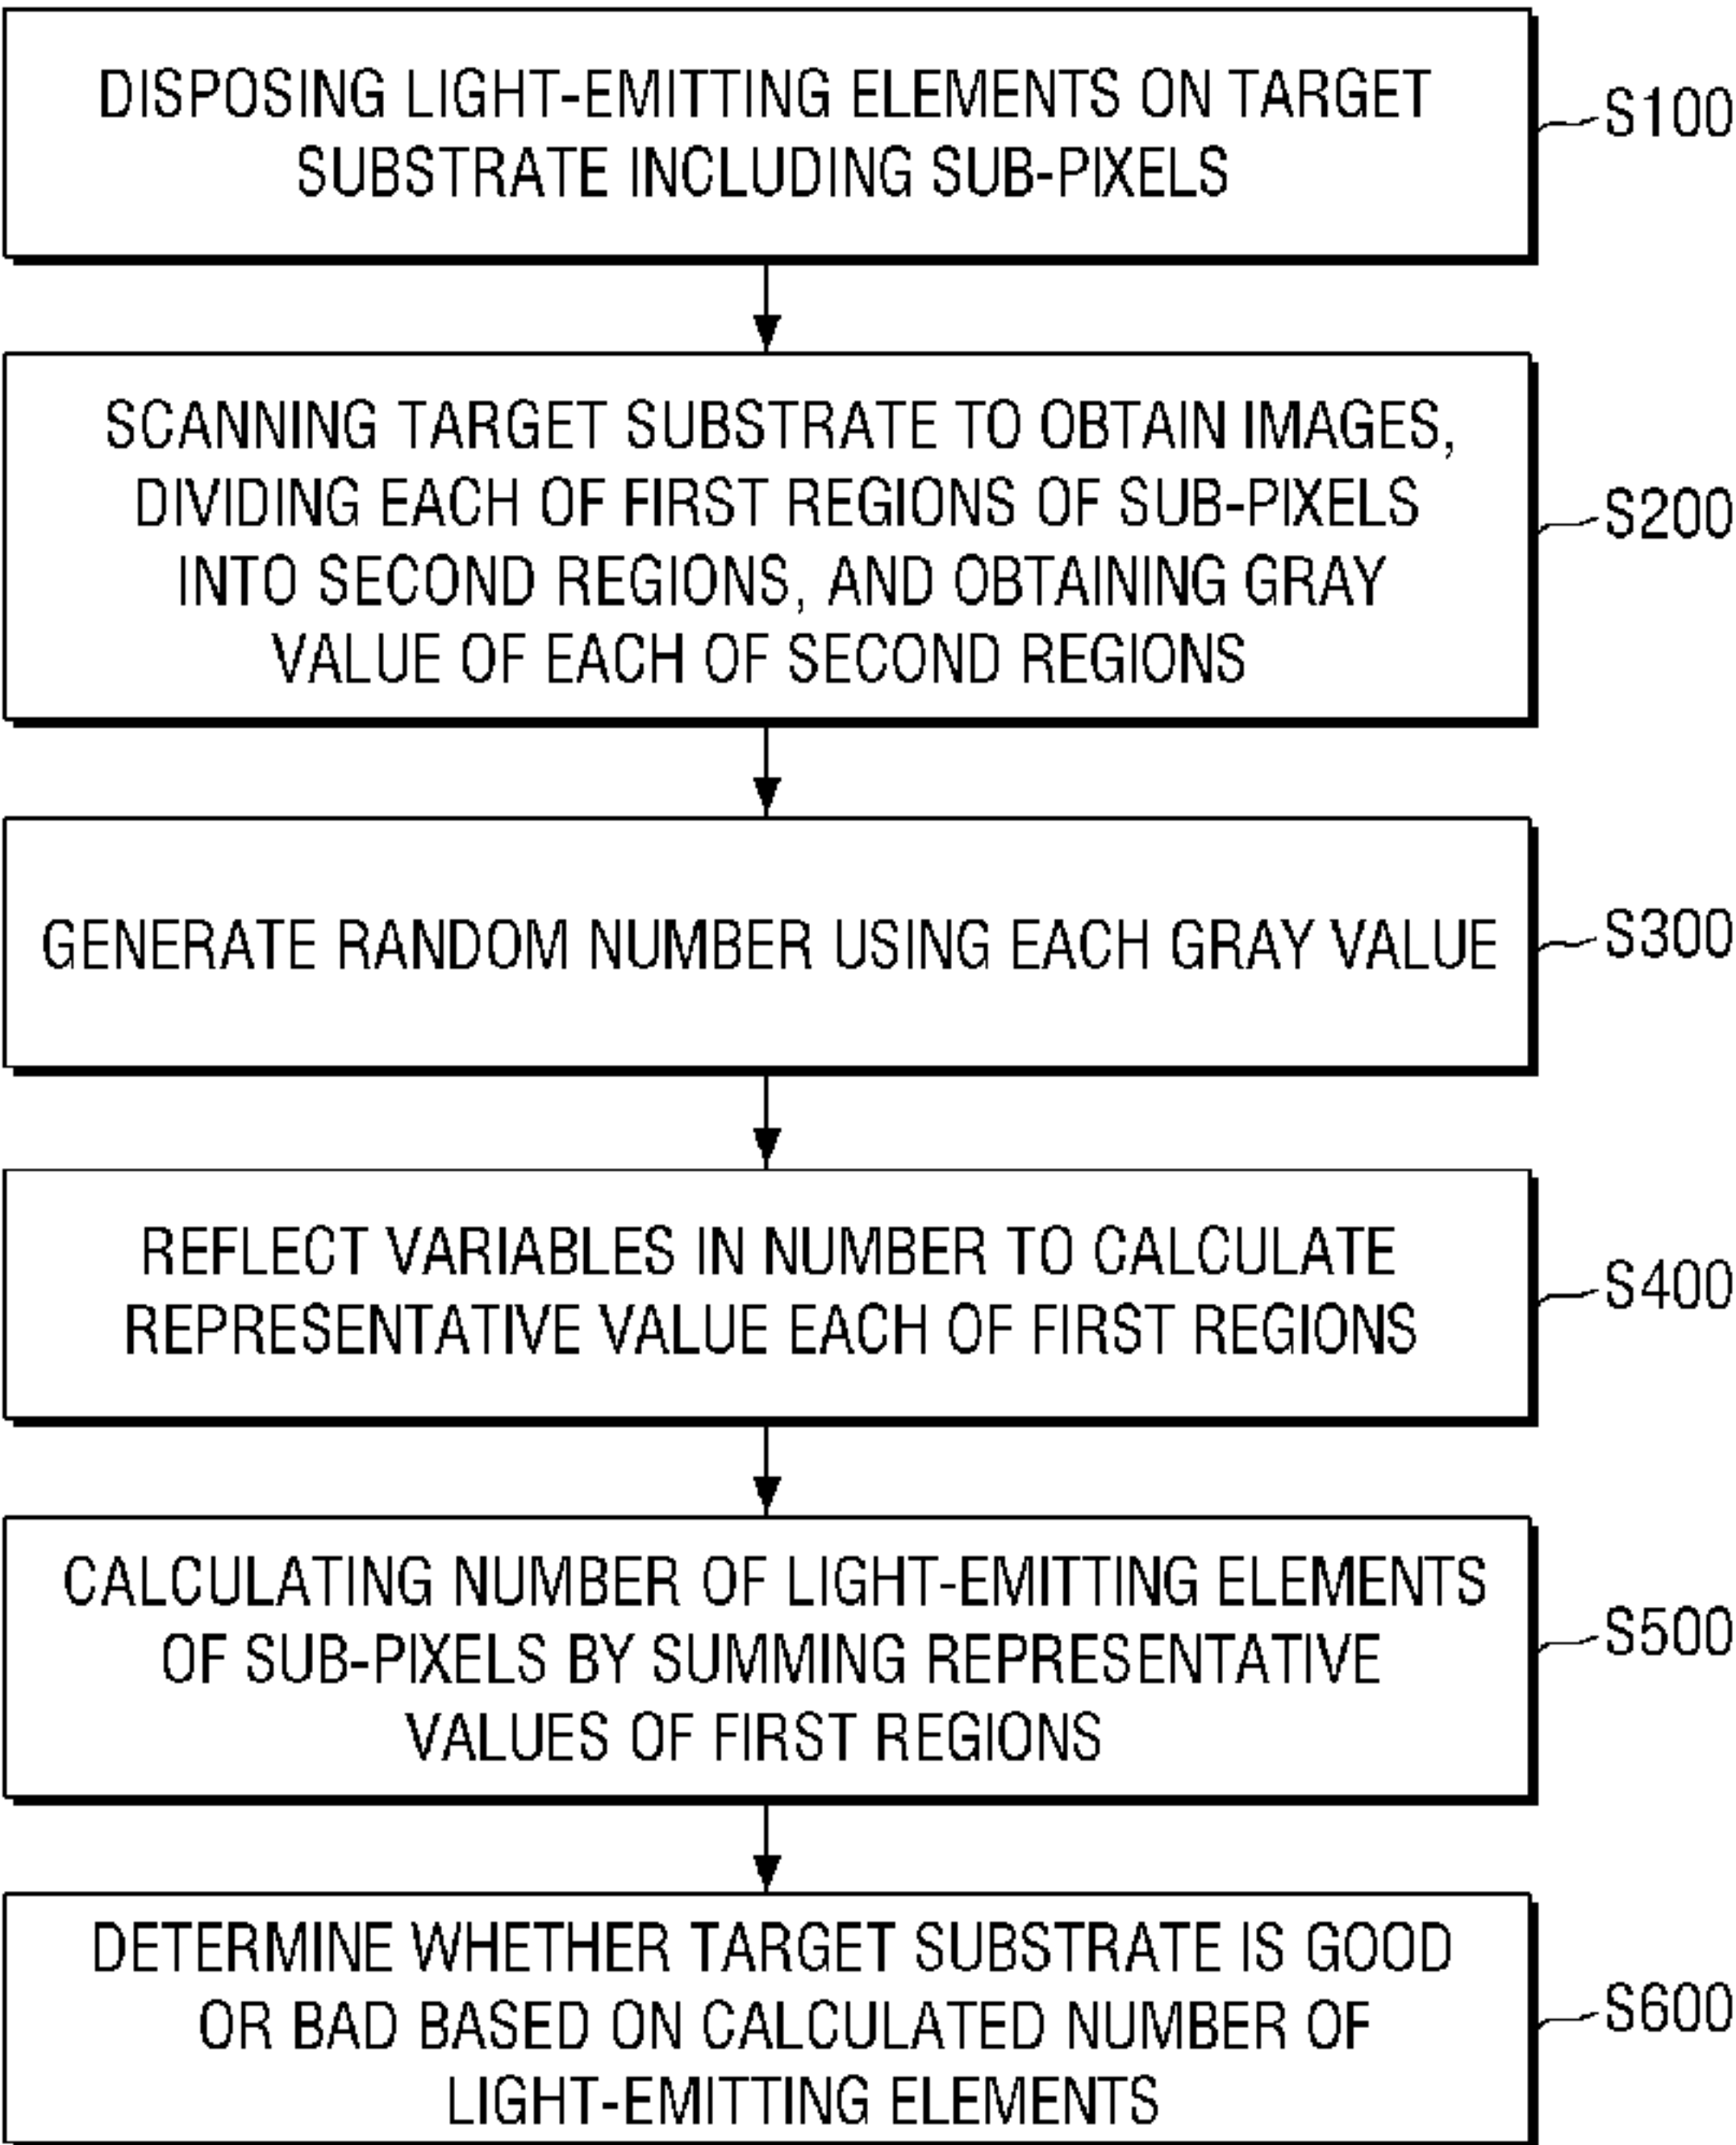 DISPOSING LIGHT-EMITTING ELEMENTS ON TARGET
SUBSTRATE INCLUDING SUB-PIXELS
S100
SCANNING TARGET SUBSTRATE TO OBTAIN IMAGES,
DIVIDING EACH OF FIRST REGIONS OF SUB-PIXELS
INTO SECOND REGIONS, AND OBTAINING GRAY
VALUE OF EACH OF SECOND REGIONS
S200
GENERATE RANDOM NUMBER USING EACH GRAY VALUE
S300
REFLECT VARIABLES IN NUMBER TO CALCULATE
REPRESENTATIVE VALUE EACH OF FIRST REGIONS
S400
CALCULATING NUMBER OF LIGHT-EMITTING ELEMENTS
OF SUB-PIXELS BY SUMMING REPRESENTATIVE
VALUES OF FIRST REGIONS
S500
DETERMINE WHETHER TARGET SUBSTRATE IS GOOD
OR BAD BASED ON CALCULATED NUMBER OF
LIGHT-EMITTING ELEMENTS
S600